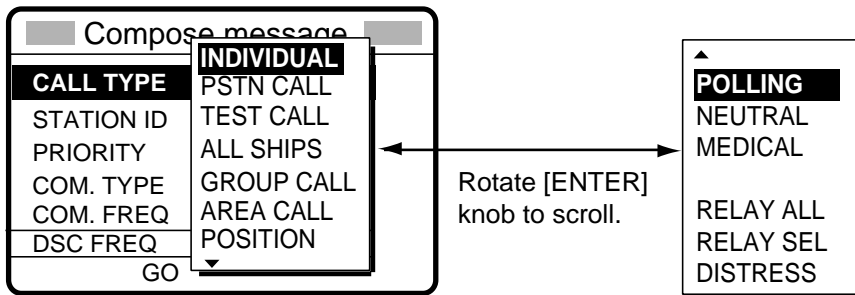 Compose message
CALL TYPE
STATION ID
PRIORITY
COM. TYPE
COM. FREQ
DSC FREQ
GO
INDIVIDUAL
PSTN CALL
TEST CALL
ALL SHIPS
GROUP CALL
AREA CALL
POSITION
Rotate [ENTER]
knob to scroll.
POLLING
NEUTRAL
MEDICAL
RELAY ALL
RELAY SEL
DISTRESS